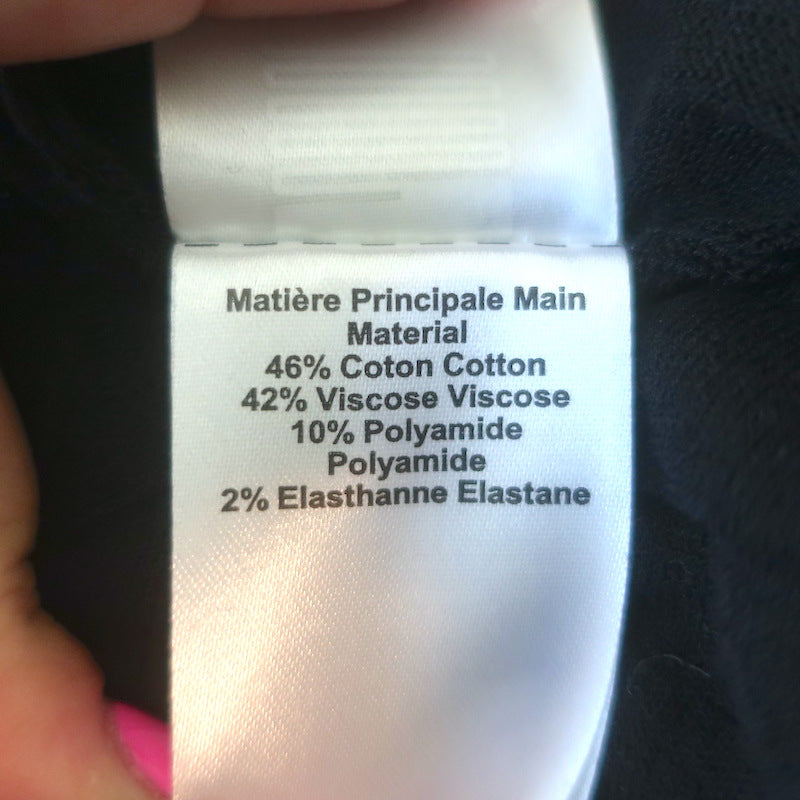 Matière Principale Main
Material
46% Coton Cotton
42% Viscose Viscose
10% Polyamide
Polyamide
2% Elasthanne Elastane